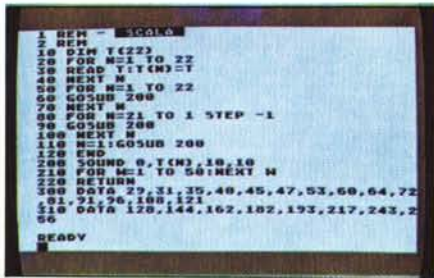 1 REM - SCALA
2 REM
10 DIM T(22)
20 FOR N=1 TO 22
30 READ T:T(N)=T
40 NEXT N
50 FOR N=1 TO 22
60 GOSUB 200
70 NEXT N
80 FOR N=21 TO 1 STEP -1
90 GOSUB 200
100 NEXT N
110 N=1:GOSUB 200
120 END
200 SOUND 0,T(N),10,10
210 FOR W=1 TO 50:NEXT W
220 RETURN
300 DATA 29,31,35,40,45,47,53,60,64,72
,81,91,96,108,121
310 DATA 128,144,162,182,193,217,243,2
56
READY